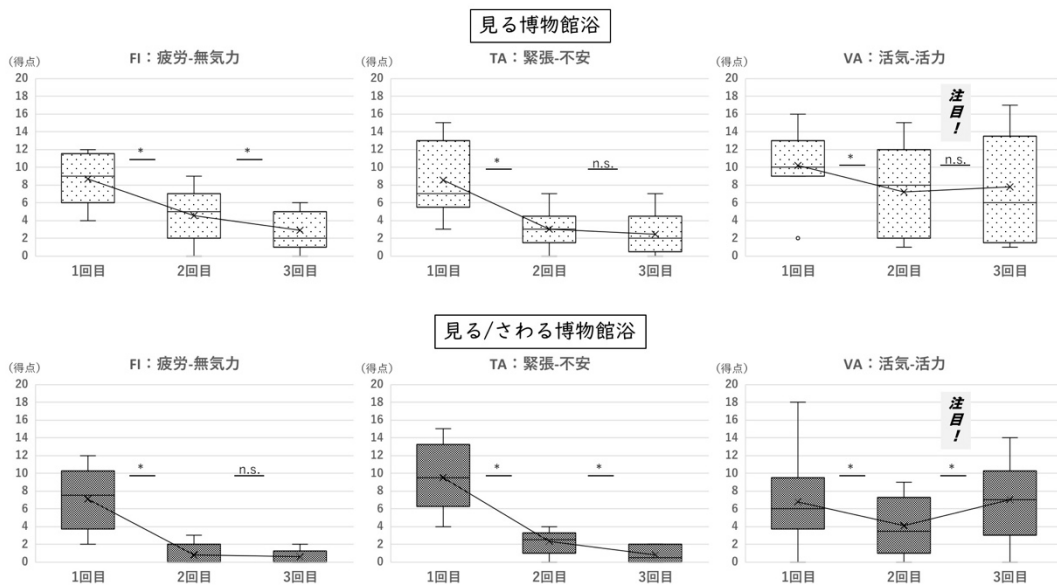 見る博物館浴
FI：疲労-無気力
(得点)
20
18
16
14
12
10
8
6
4
2
0
*
*
1回目
2回目
3回目
TA：緊張-不安
(得点)
20
18
16
14
12
10
8
6
4
2
0
*
n.s.
1回目
2回目
3回目
VA：活気-活力
(得点)
20
18
16
14
12
10
8
6
4
2
0
注目！
*
n.s.
1回目
2回目
3回目
見る/さわる博物館浴
FI：疲労-無気力
(得点)
20
18
16
14
12
10
8
6
4
2
0
*
n.s.
1回目
2回目
3回目
TA：緊張-不安
(得点)
20
18
16
14
12
10
8
6
4
2
0
*
*
1回目
2回目
3回目
VA：活気-活力
(得点)
20
18
16
14
12
10
8
6
4
2
0
注目！
*
*
1回目
2回目
3回目